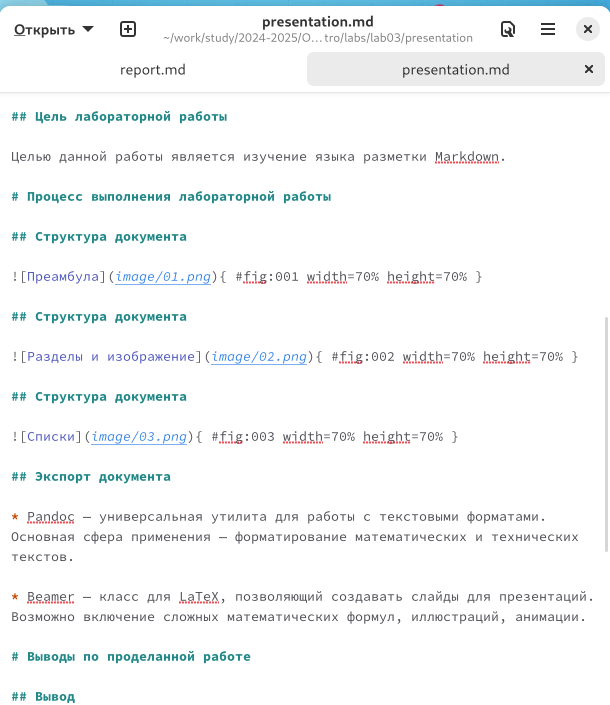 Открыть
presentation.md
~/work/study/2024-2025/O…tro/labs/lab03/presentation
report.md
presentation.md
## Цель лабораторной работы
Целью данной работы является изучение языка разметки Markdown.
# Процесс выполнения лабораторной работы
## Структура документа
![Преамбула](image/01.png){ #fig:001 width=70% height=70% }
## Структура документа
![Разделы и изображение](image/02.png){ #fig:002 width=70% height=70% }
## Структура документа
![Списки](image/03.png){ #fig:003 width=70% height=70% }
## Экспорт документа
* Pandoc — универсальная утилита для работы с текстовыми форматами.
Основная сфера применения — форматирование математических и технических
текстов.
* Beamer — класс для LaTeX, позволяющий создавать слайды для презентаций.
Возможно включение сложных математических формул, иллюстраций, анимации.
# Выводы по проделанной работе
## Вывод